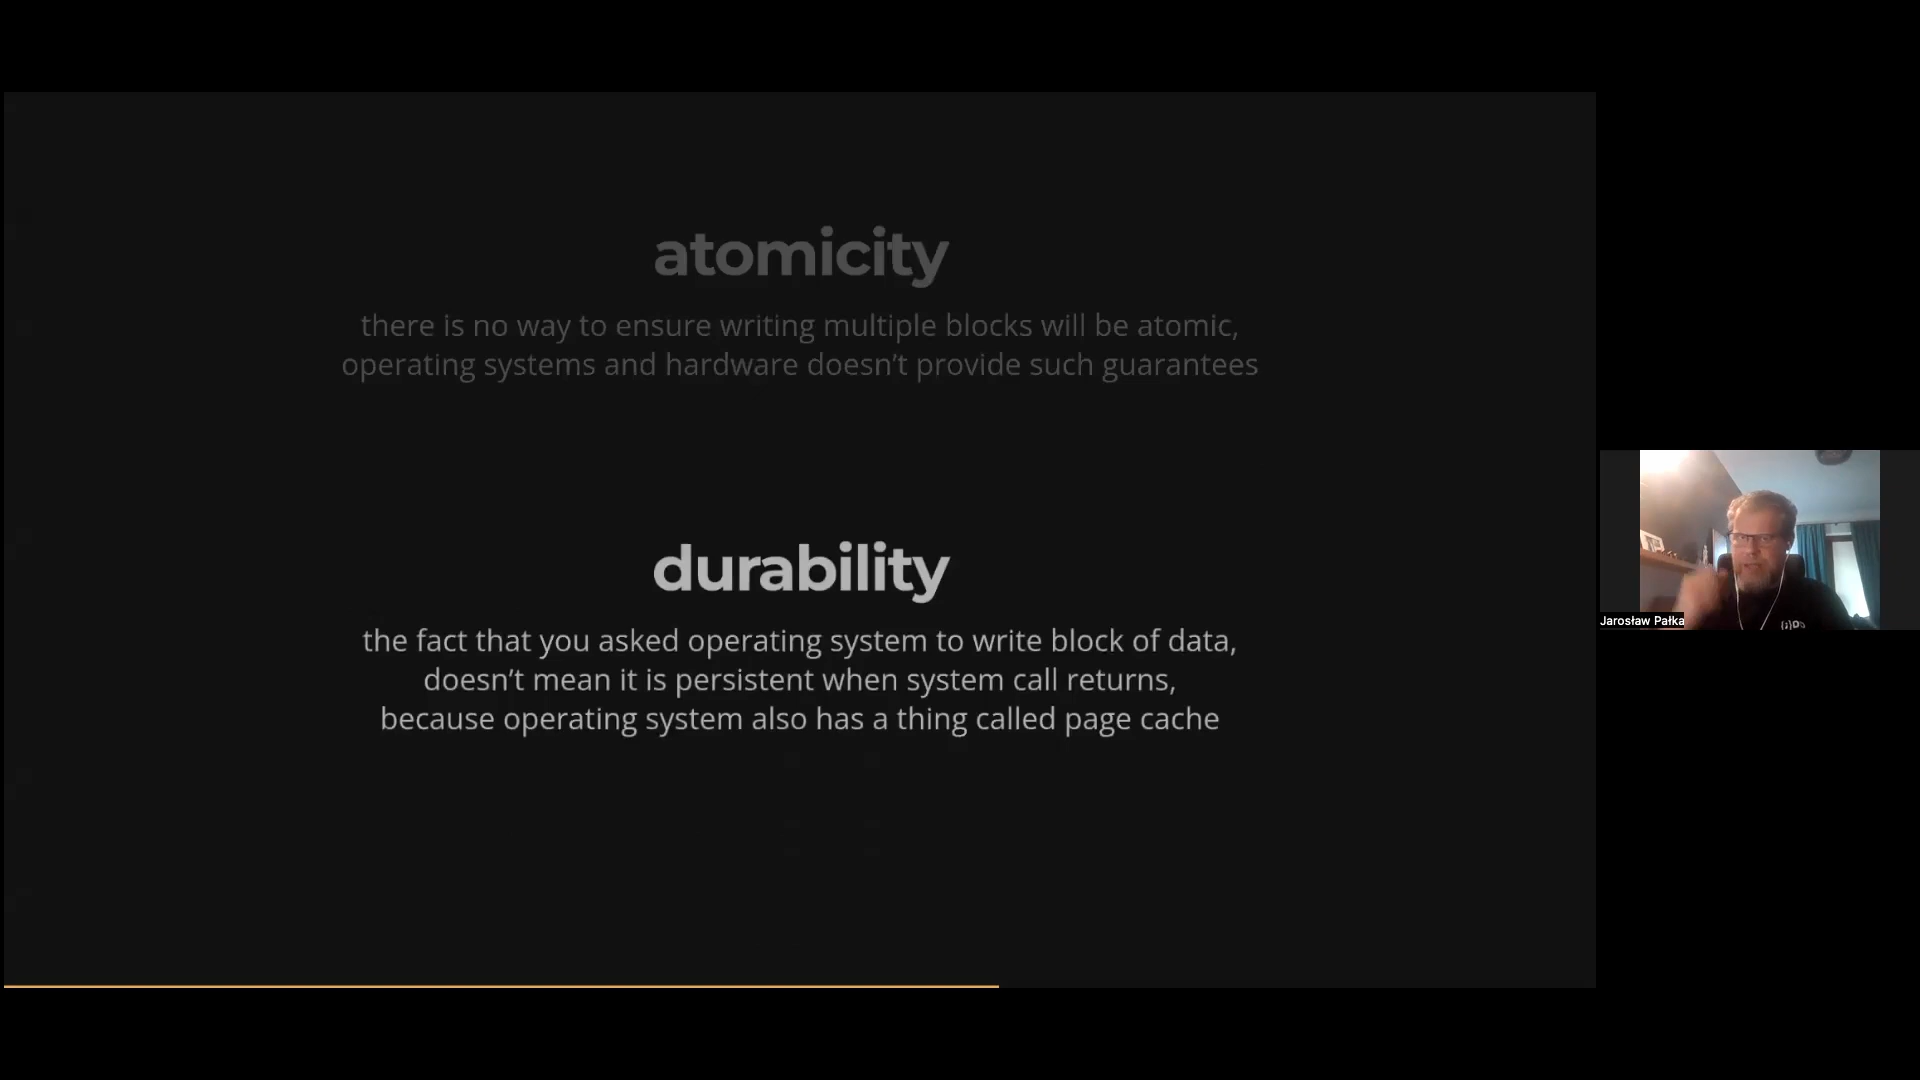 atomicity
there is no way to ensure writing multiple blocks will be atomic,
operating systems and hardware doesn't provide such guarantees
durability
the fact that you asked operating system to write block of data,
doesn't mean it is persistent when system call returns,
because operating system also has a thing called page cache
Jarosław Pałka